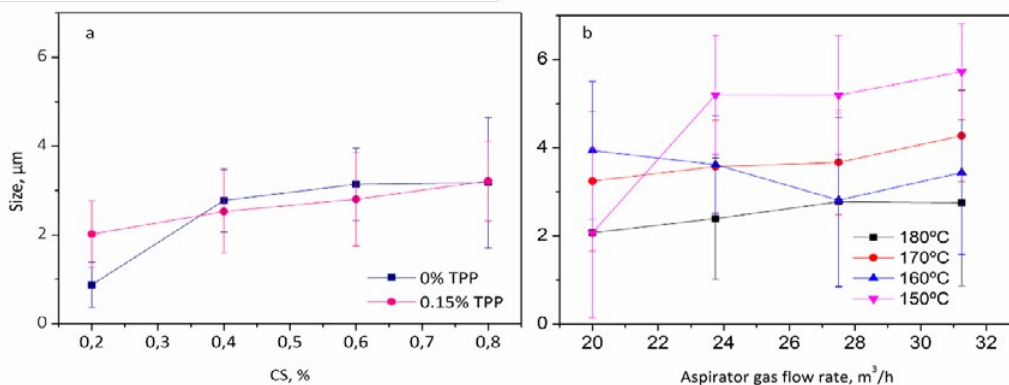 a
6
4
2
0
Size, µm
0% TPP
0.15% TPP
0,2 0,3 0,4 0,5 0,6 0,7 0,8
CS, %
b
6
4
2
0
180ºC
170ºC
160ºC
150ºC
20 22 24 26 28 30 32
Aspirator gas flow rate, m³/h